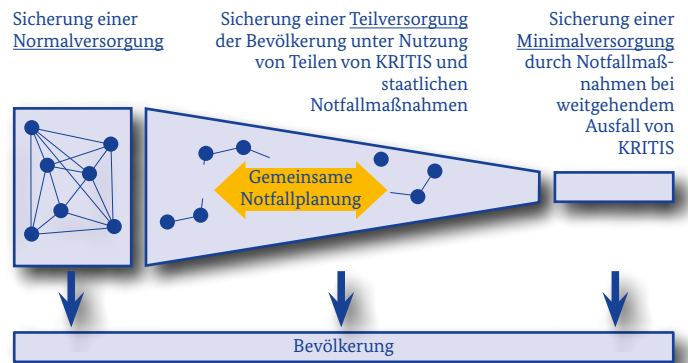 Sicherung einer
Normalversorgung
Sicherung einer Teilversorgung
der Bevölkerung unter Nutzung
von Teilen von KRITIS und
staatlichen
Notfallmaßnahmen
Sicherung einer
Minimalversorgung
durch Notfallmaß-
nahmen bei
weitgehendem
Ausfall von
KRITIS
Gemeinsame
Notfallplanung
Bevölkerung